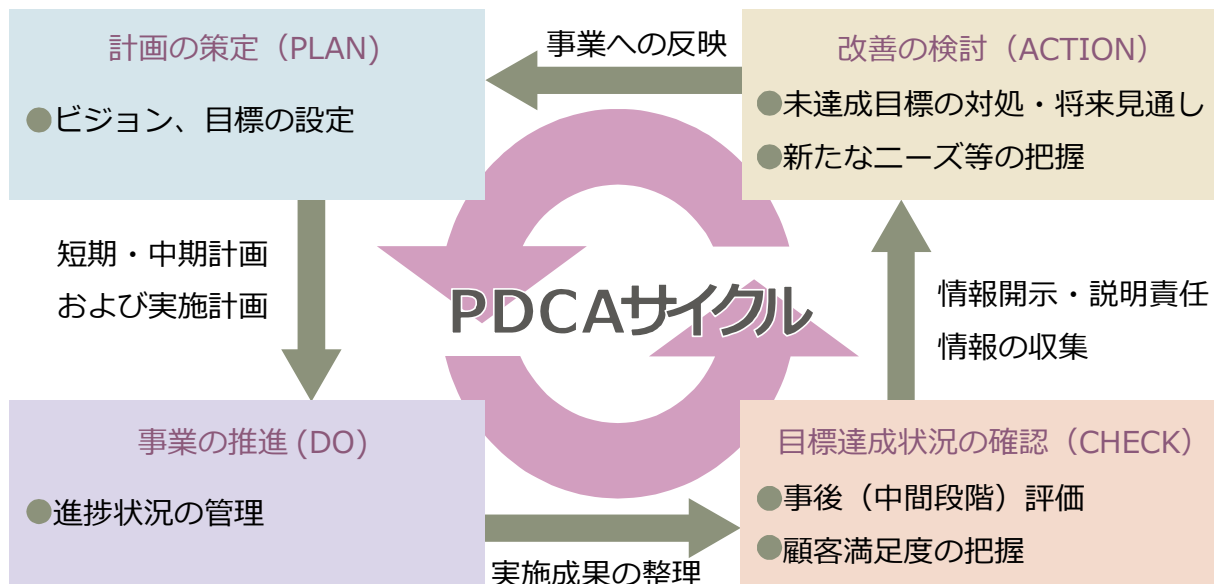 計画の策定（PLAN)
●ビジョン、目標の設定
事業への反映
改善の検討（ACTION）
●未達成目標の対処・将来見通し
●新たなニーズ等の把握
短期・中期計画
および実施計画
PDCAサイクル
情報開示・説明責任
情報の収集
事業の推進 (DO)
●進捗状況の管理
実施成果の整理
目標達成状況の確認（CHECK）
●事後（中間段階）評価
●顧客満足度の把握